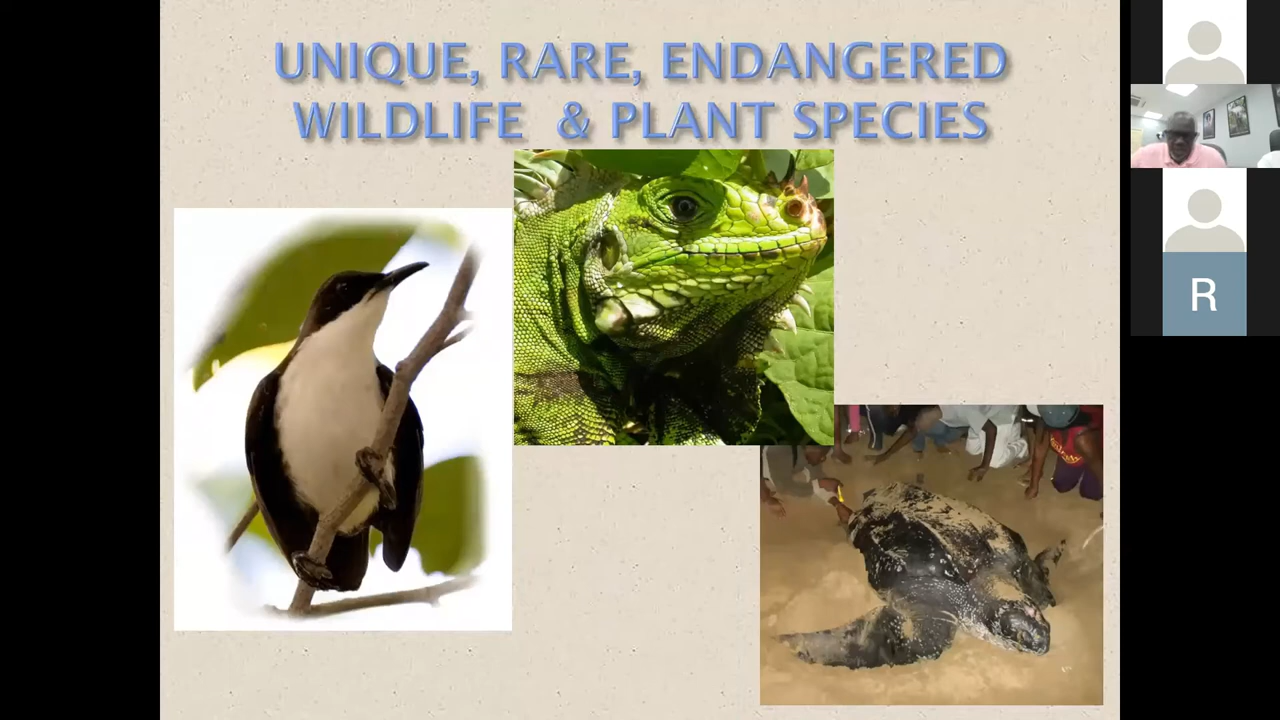 UNIQUE, RARE, ENDANGERED
WILDLIFE & PLANT SPECIES
R